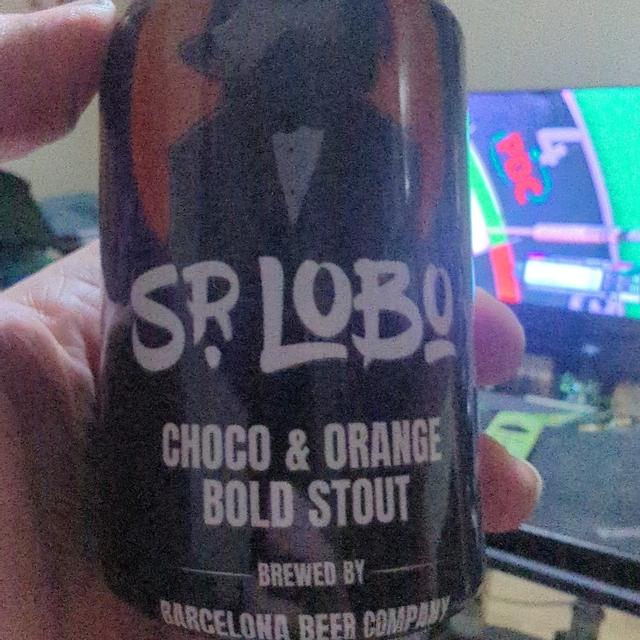 SR. LOBO
CHOCO & ORANGE
BOLD STOUT
BREWED BY
BARCELONA BEER COMPANY